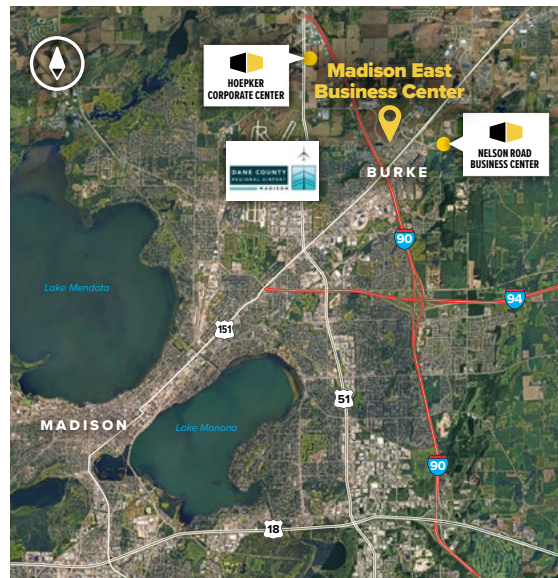 HOEPKER
CORPORATE CENTER
Madison East
Business Center
NELSON ROAD
BUSINESS CENTER
DANE COUNTY
REGIONAL AIRPORT
MADISON
BURKE
90
Lake Mendota
94
151
51
MADISON
Lake Monona
90
18